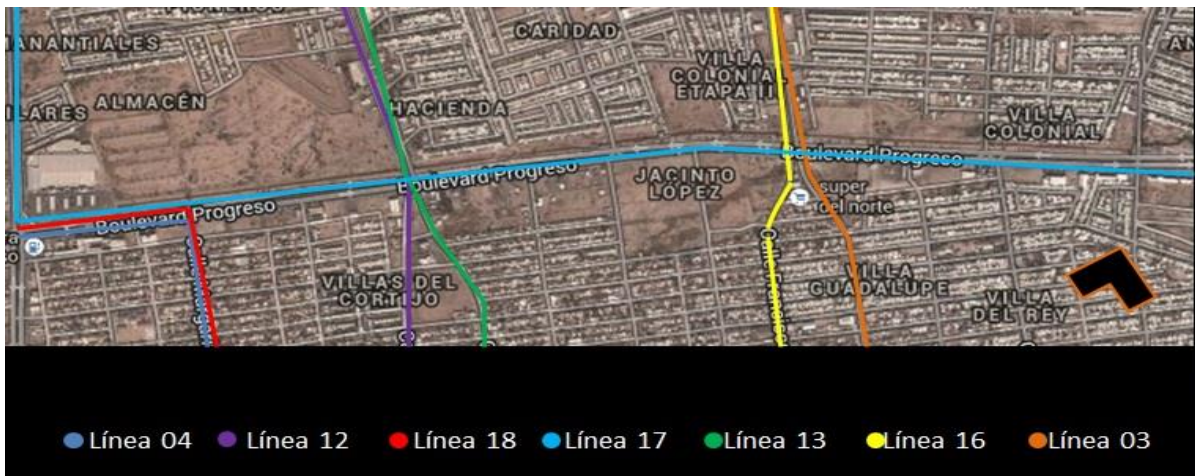 PIONEROS
MANANTIALES
CARIDAD
VILLA
COLONIAL
ETAPA II
ALMACÉN
HACIENDA
VILLA
COLONIAL
Boulevard Progreso
Boulevard Progreso
JACINTO
LÓPEZ
super
del norte
Boulevard Progreso
VILLAS DEL
CORTIJO
VILLA
GUADALUPE
VILLA
DEL REY
Línea 04
Línea 12
Línea 18
Línea 17
Línea 13
Línea 16
Línea 03